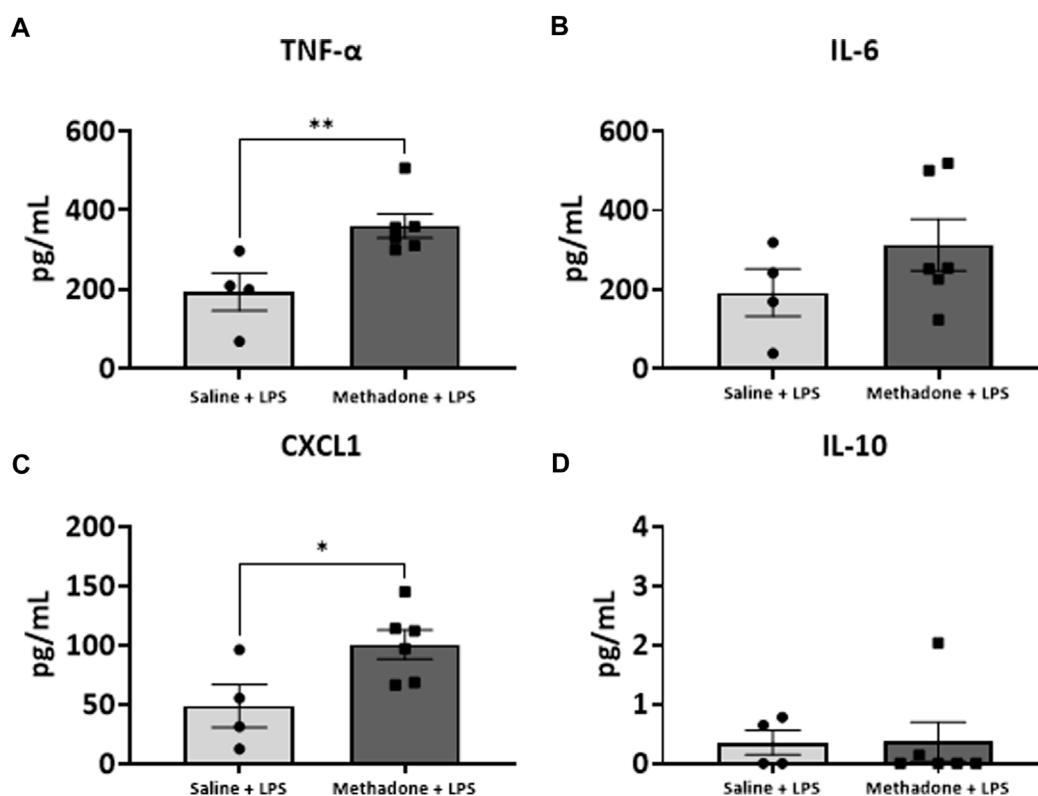 A
TNF-α
600
400
200
0
pg/mL
**
Saline + LPS
Methadone + LPS
B
IL-6
600
400
200
0
pg/mL
Saline + LPS
Methadone + LPS
C
CXCL1
200
150
100
50
0
pg/mL
*
Saline + LPS
Methadone + LPS
D
IL-10
4
3
2
1
0
pg/mL
Saline + LPS
Methadone + LPS